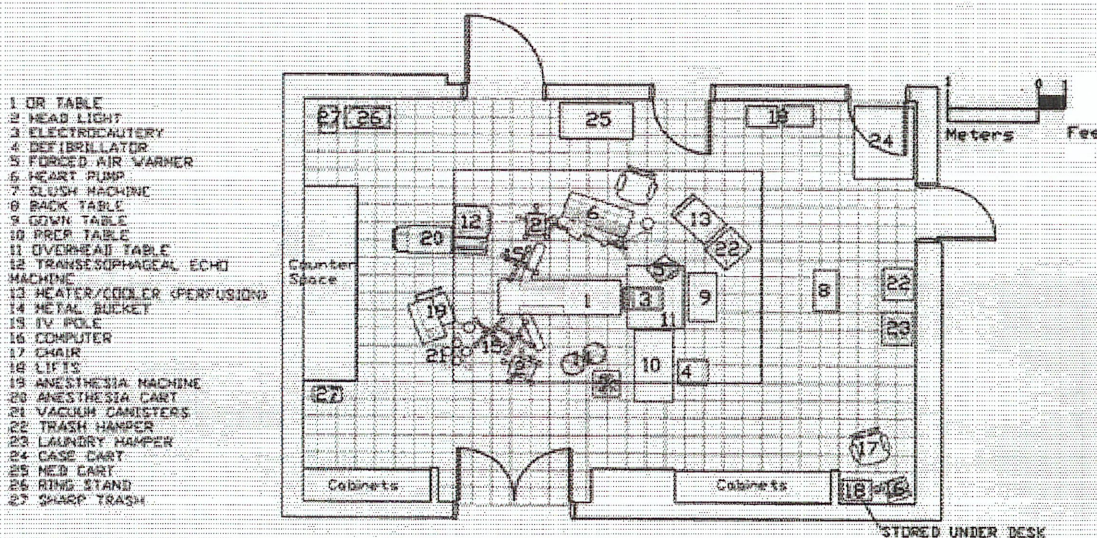 1 OR TABLE
2 HEAD LIGHT
3 ELECTROCAUTERY
4 DEFIBRILLATOR
5 FORCED AIR WARMER
6 HEART PUMP
7 SLUSH MACHINE
8 BACK TABLE
9 GOWN TABLE
10 PREP TABLE
11 OVERHEAD TABLE
12 TRANSESOPHAGEAL ECHO
MACHINE
13 HEATER/COOLER (PERFUSION)
14 METAL BUCKET
15 IV POLE
16 COMPUTER
17 CHAIR
18 LIFTS
19 ANESTHESIA MACHINE
20 ANESTHESIA CART
21 VACUUM CANISTERS
22 TRASH HAMPER
23 LAUNDRY HAMPER
24 CASE CART
25 MED CART
26 RING STAND
27 SHARP TRASH
27 26
25
24
1 0 1
Meters Fee
12
20
2
6
13
22
Counter
Space
1
3
11
9
8
22
23
19
21
15
10
4
27
17
Cabinets
Cabinets
18
16
STORED UNDER DESK